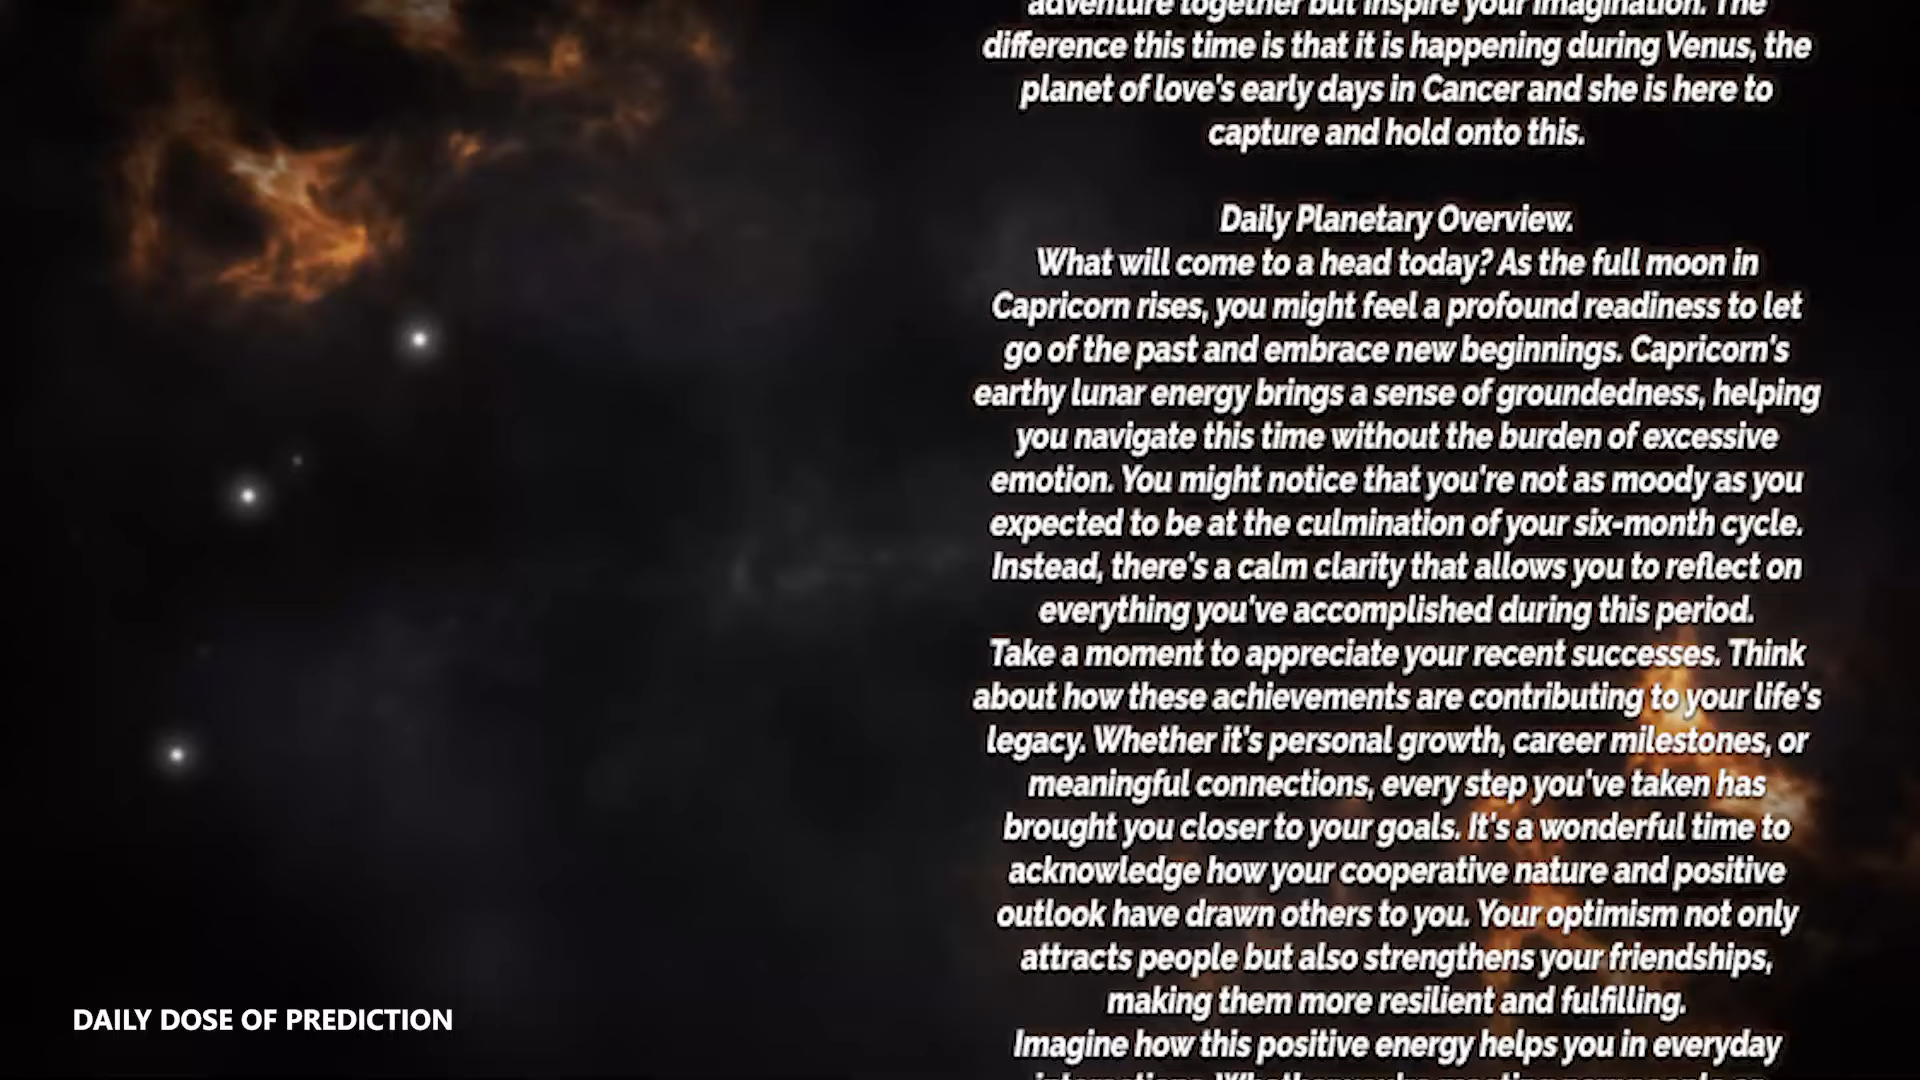 adventure together but inspire your imagination. The
difference this time is that it is happening during Venus, the
planet of love's early days in Cancer and she is here to
capture and hold onto this.
Daily Planetary Overview.
What will come to a head today? As the full moon in
Capricorn rises, you might feel a profound readiness to let
go of the past and embrace new beginnings. Capricorn's
earthy lunar energy brings a sense of groundedness, helping
you navigate this time without the burden of excessive
emotion. You might notice that you're not as moody as you
expected to be at the culmination of your six-month cycle.
Instead, there's a calm clarity that allows you to reflect on
everything you've accomplished during this period.
Take a moment to appreciate your recent successes. Think
about how these achievements are contributing to your life's
legacy. Whether it's personal growth, career milestones, or
meaningful connections, every step you've taken has
brought you closer to your goals. It's a wonderful time to
acknowledge how your cooperative nature and positive
outlook have drawn others to you. Your optimism not only
attracts people but also strengthens your friendships,
making them more resilient and fulfilling.
Imagine how this positive energy helps you in everyday
DAILY DOSE OF PREDICTION